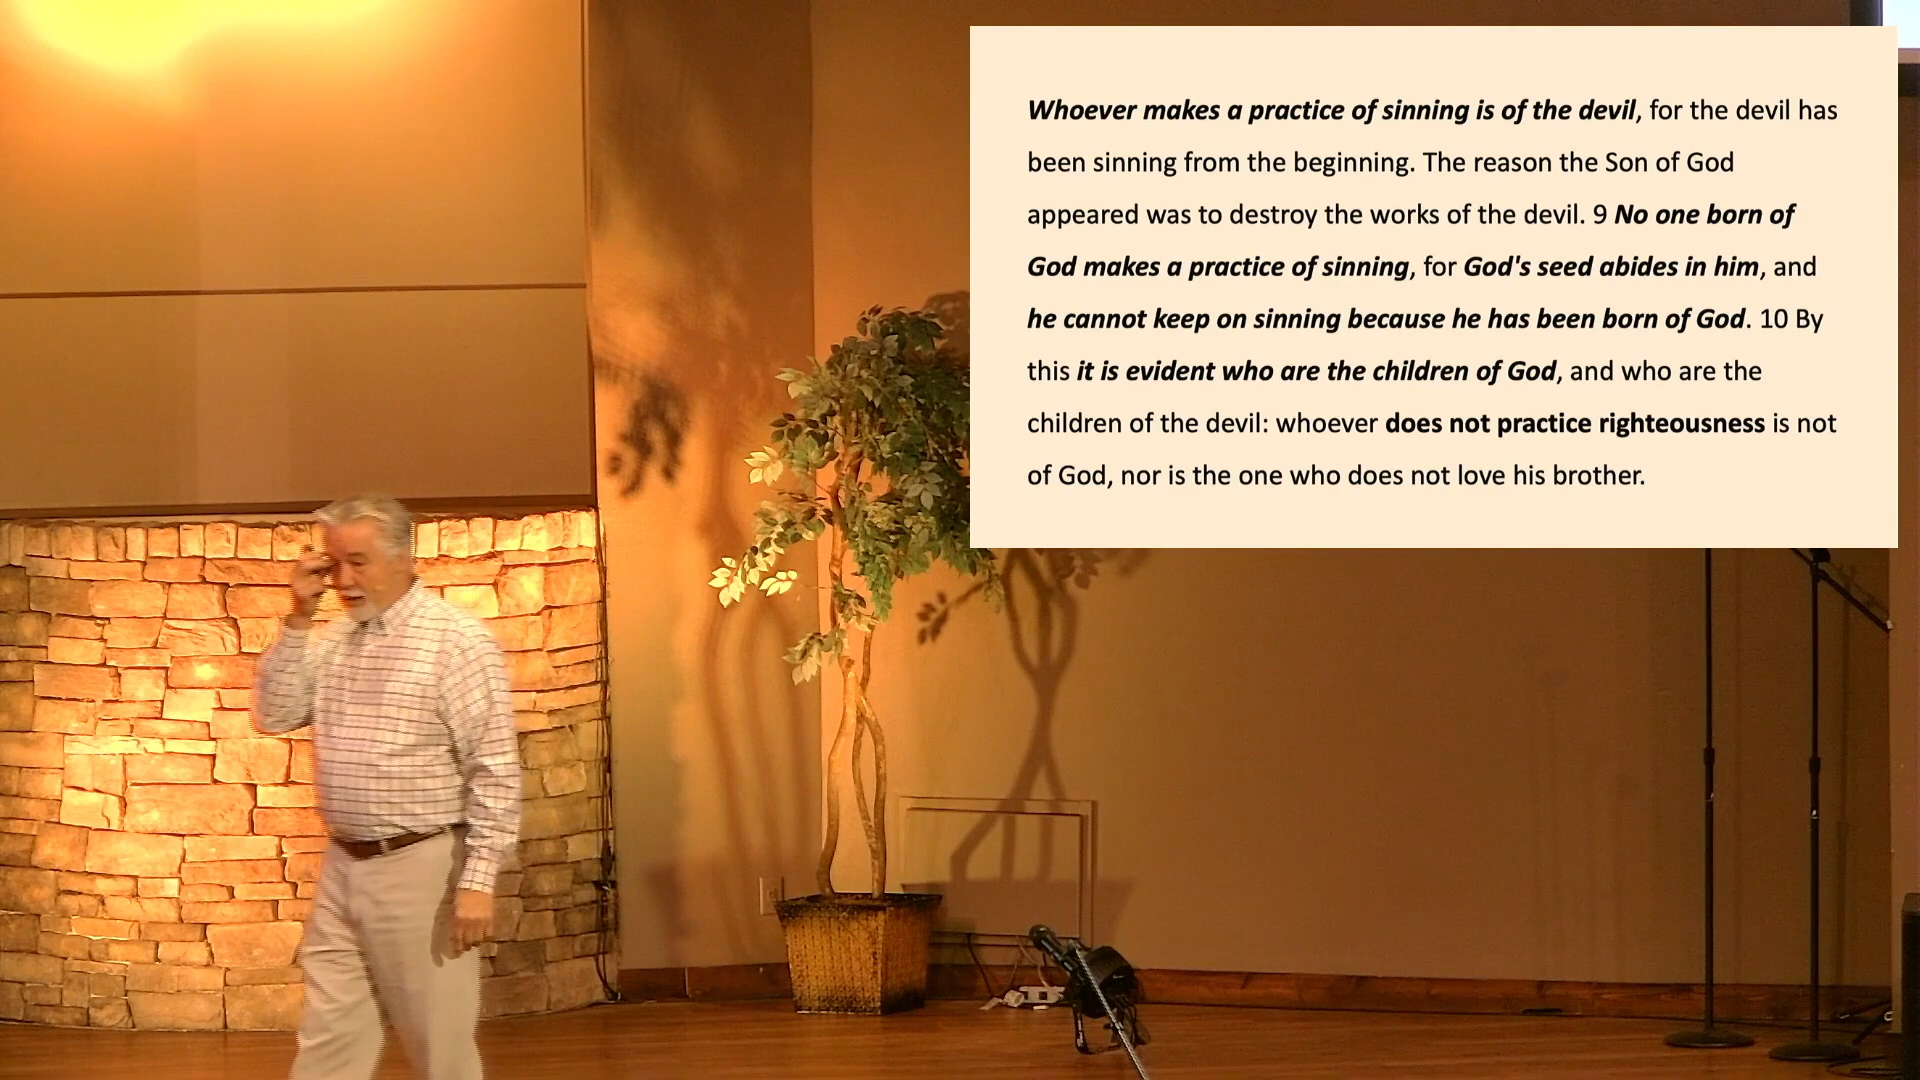 Whoever makes a practice of sinning is of the devil, for the devil has
been sinning from the beginning. The reason the Son of God
appeared was to destroy the works of the devil. 9 No one born of
God makes a practice of sinning, for God's seed abides in him, and
he cannot keep on sinning because he has been born of God. 10 By
this it is evident who are the children of God, and who are the
children of the devil: whoever does not practice righteousness is not
of God, nor is the one who does not love his brother.